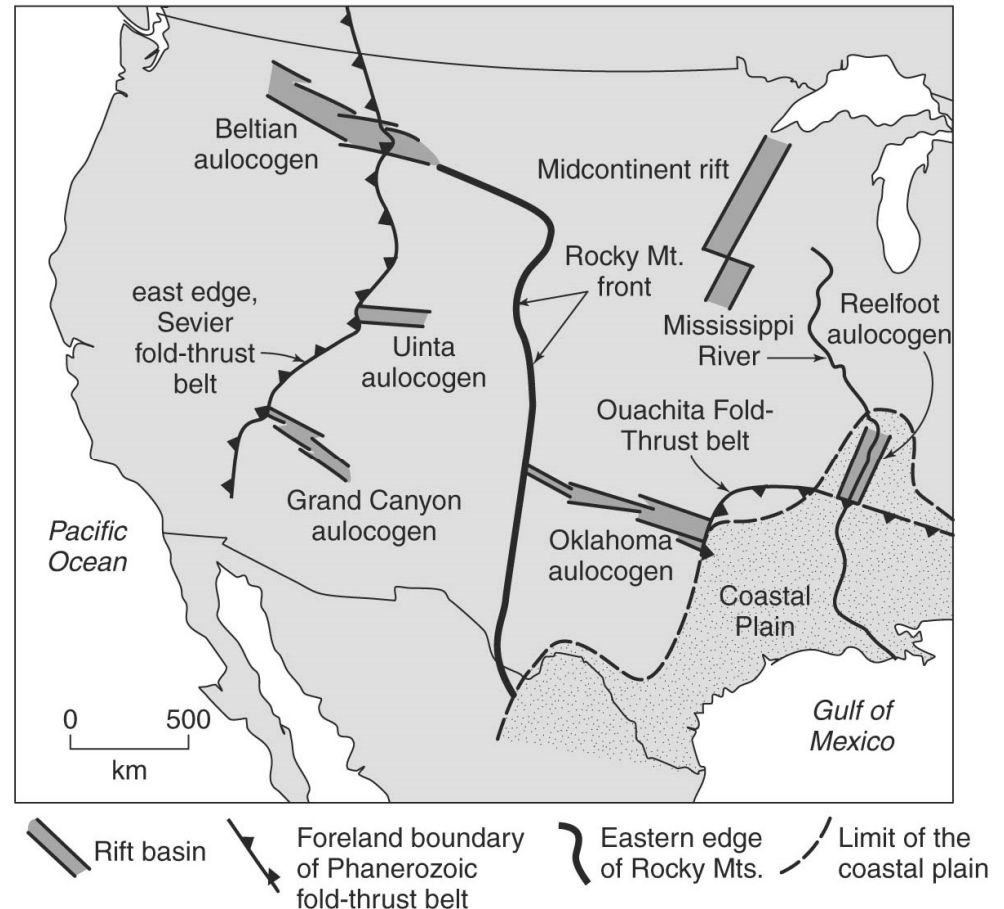 Beltian
aulocogen
Midcontinent rift
Rocky Mt.
front
east edge,
Sevier
fold-thrust
belt
Mississippi
River
Reelfoot
aulocogen
Uinta
aulocogen
Ouachita Fold-
Thrust belt
Grand Canyon
aulocogen
Pacific
Ocean
Oklahoma
aulocogen
Coastal
Plain
0 500
km
Gulf of
Mexico
Rift basin
Foreland boundary
of Phanerozoic
fold-thrust belt
Eastern edge
of Rocky Mts.
Limit of the
coastal plain